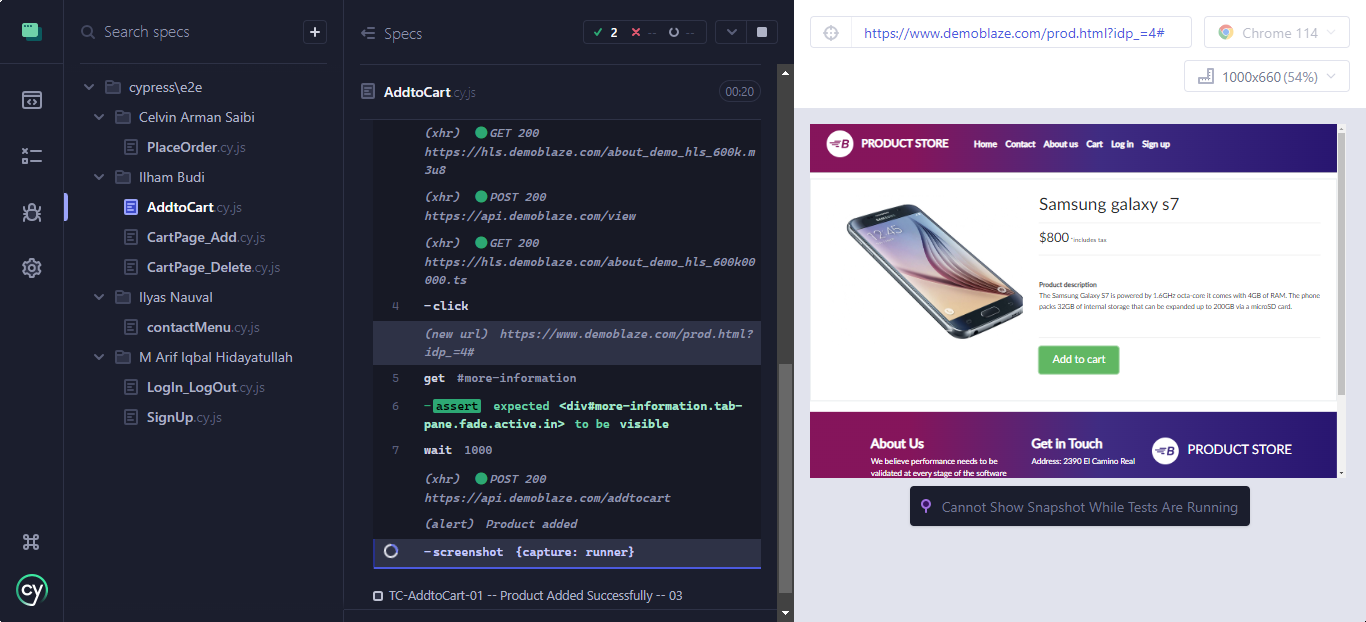 Search specs
+
cypress\e2e
Celvin Arman Saibi
PlaceOrder.cy.js
Ilham Budi
AddtoCart.cy.js
CartPage_Add.cy.js
CartPage_Delete.cy.js
Ilyas Nauval
contactMenu.cy.js
M Arif Iqbal Hidayatullah
LogIn_LogOut.cy.js
SignUp.cy.js
cy
Specs
2 -- --
AddtoCart.cy.js 00:20
(xhr) GET 200
https://hls.demoblaze.com/about_demo_hls_600k.m
3u8
(xhr) POST 200
https://api.demoblaze.com/view
(xhr) GET 200
https://hls.demoblaze.com/about_demo_hls_600k00
000.ts
4 -click
(new url) https://www.demoblaze.com/prod.html?
idp_=4#
5 get #more-information
6 -assert expected <div#more-information.tab-
pane.fade.active.in> to be visible
7 wait 1000
(xhr) POST 200
https://api.demoblaze.com/addtocart
(alert) Product added
-screenshot {capture: runner}
TC-AddtoCart-01 -- Product Added Successfully -- 03
https://www.demoblaze.com/prod.html?idp_=4#
Chrome 114
1000x660 (54%)
B PRODUCT STORE Home Contact About us Cart Log in Sign up
12:45
Samsung galaxy s7
$800 *includes tax
Product description
The Samsung Galaxy S7 is powered by 1.6GHz octa-core it comes with 4GB of RAM. The phone
packs 32GB of internal storage that can be expanded up to 200GB via a microSD card.
Add to cart
About Us
We believe performance needs to be
validated at every stage of the software
Get in Touch
Address: 2390 El Camino Real
B PRODUCT STORE
Cannot Show Snapshot While Tests Are Running